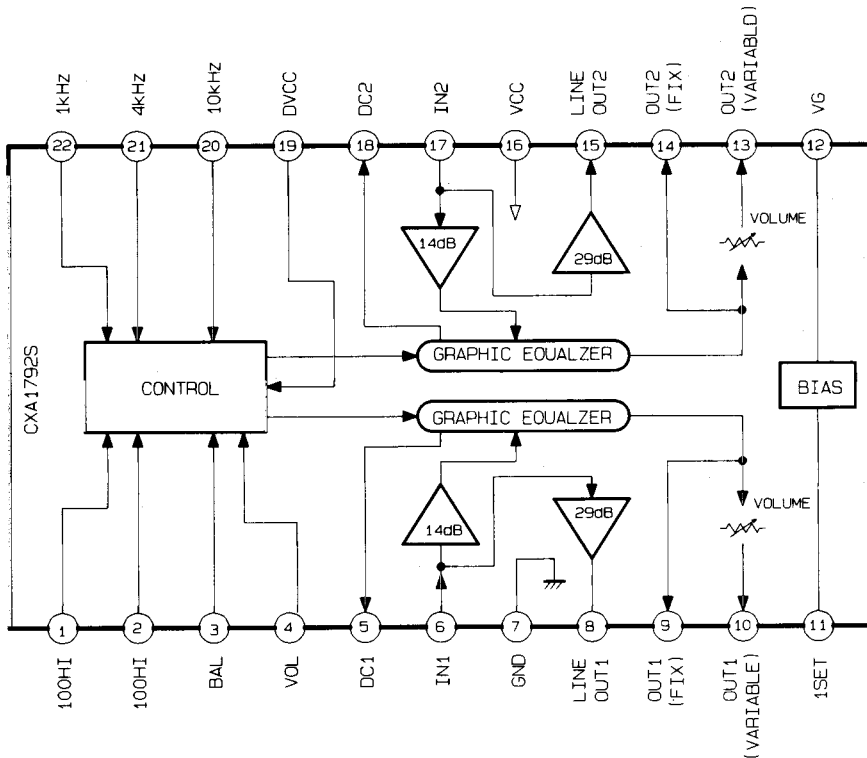 1kHz
4kHz
10kHz
DVCC
DC2
IN2
VCC
LINE
OUT2
OUT2
(FIX)
OUT2
(VARIABLD)
VG
22
21
20
19
18
17
16
15
14
13
12
CXA1792S
14dB
29dB
VOLUME
GRAPHIC EQUALZER
CONTROL
BIAS
GRAPHIC EQUALZER
14dB
29dB
VOLUME
1
2
3
4
5
6
7
8
9
10
11
100HI
100HI
BAL
VOL
DC1
IN1
GND
LINE
OUT1
OUT1
(FIX)
OUT1
(VARIABLE)
1SET